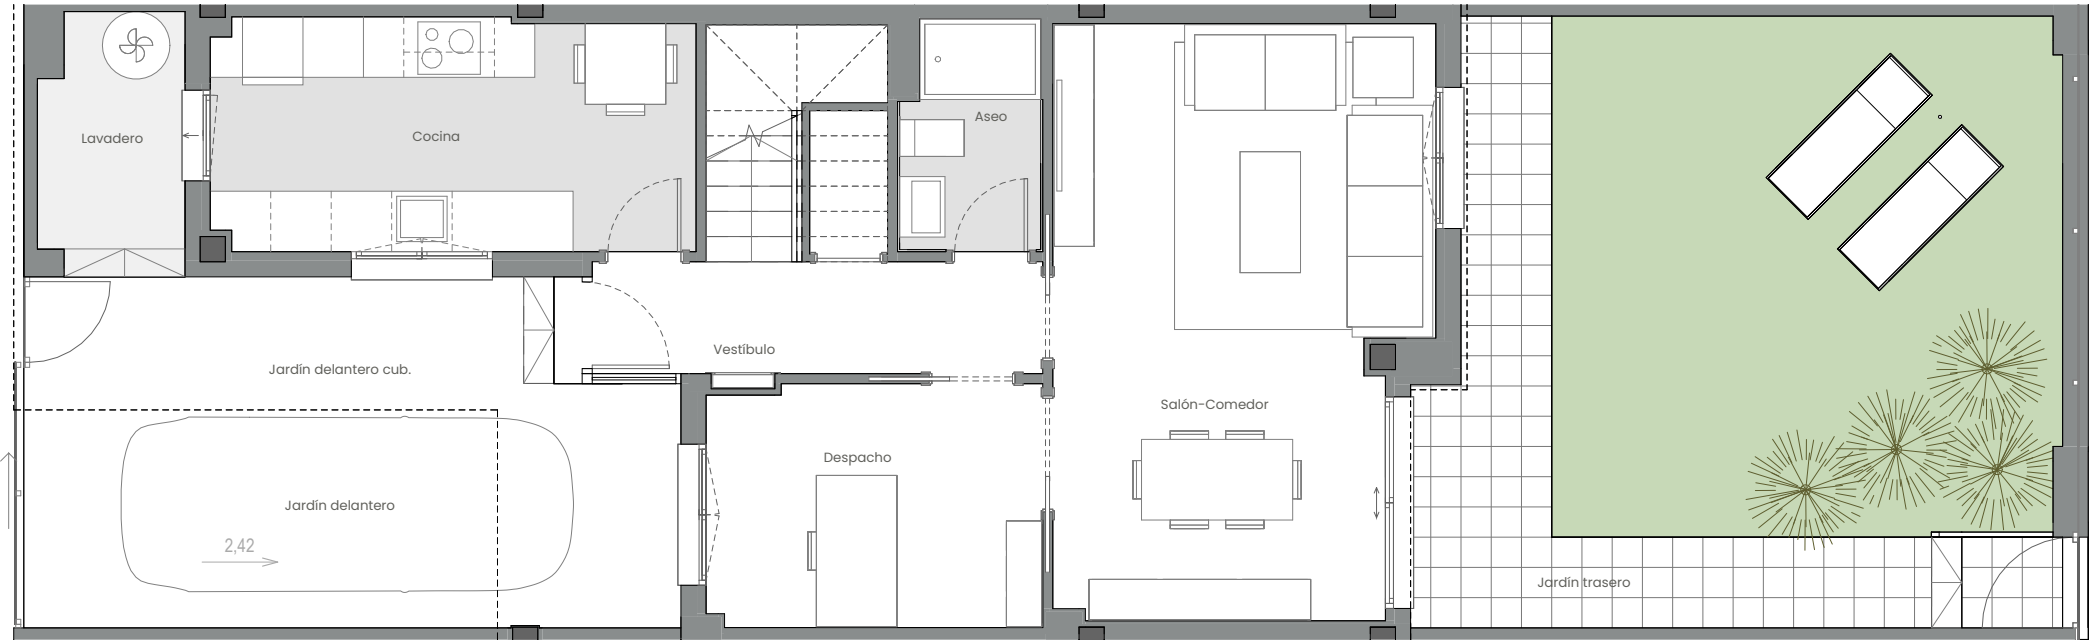 Lavadero
Cocina
Aseo
Vestíbulo
Jardín delantero cub.
Salón-Comedor
Despacho
Jardín delantero
2,42
Jardín trasero